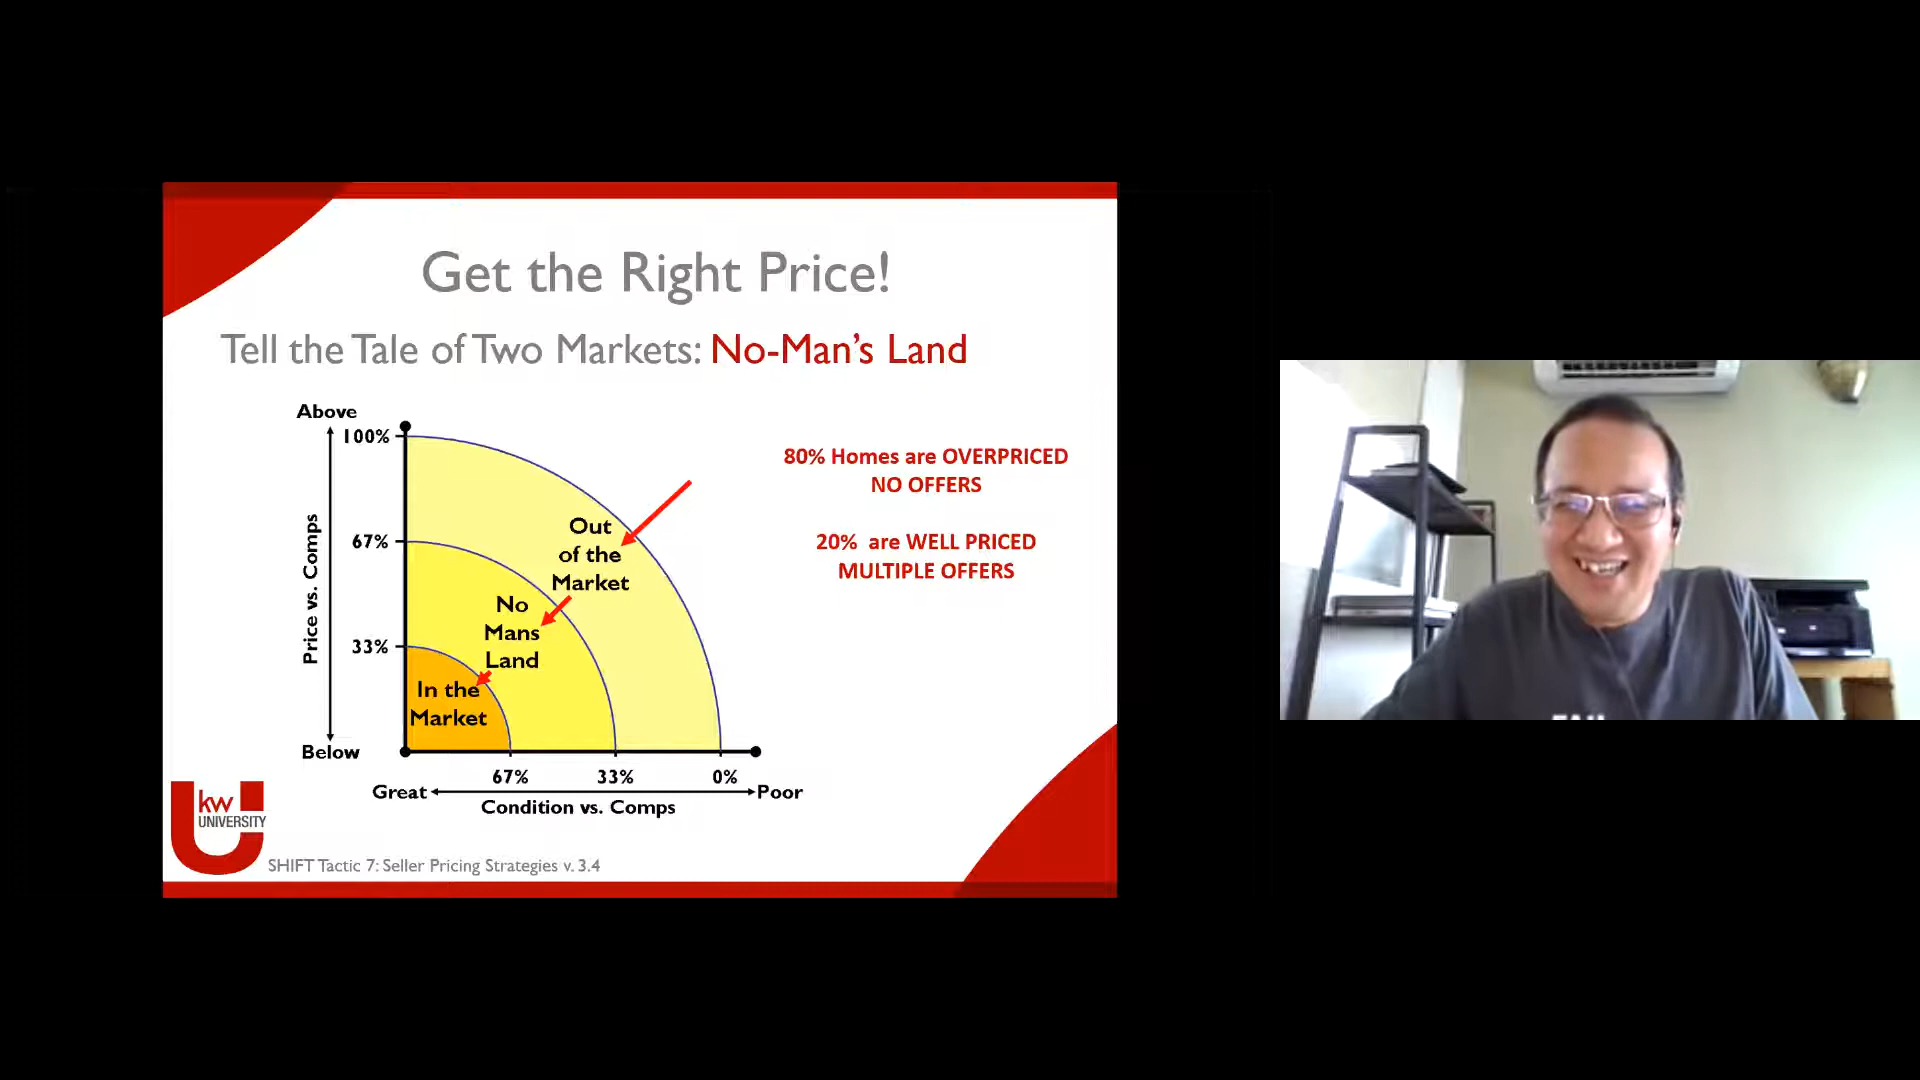 Get the Right Price!
Tell the Tale of Two Markets: No-Man's Land
Above
100%
67%
33%
Below
Price vs. Comps
Out
of the
Market
No
Mans
Land
In the
Market
80% Homes are OVERPRICED
NO OFFERS
20% are WELL PRICED
MULTIPLE OFFERS
67%
33%
0%
Great
Poor
Condition vs. Comps
kw
UNIVERSITY
SHIFT Tactic 7: Seller Pricing Strategies v. 3.4